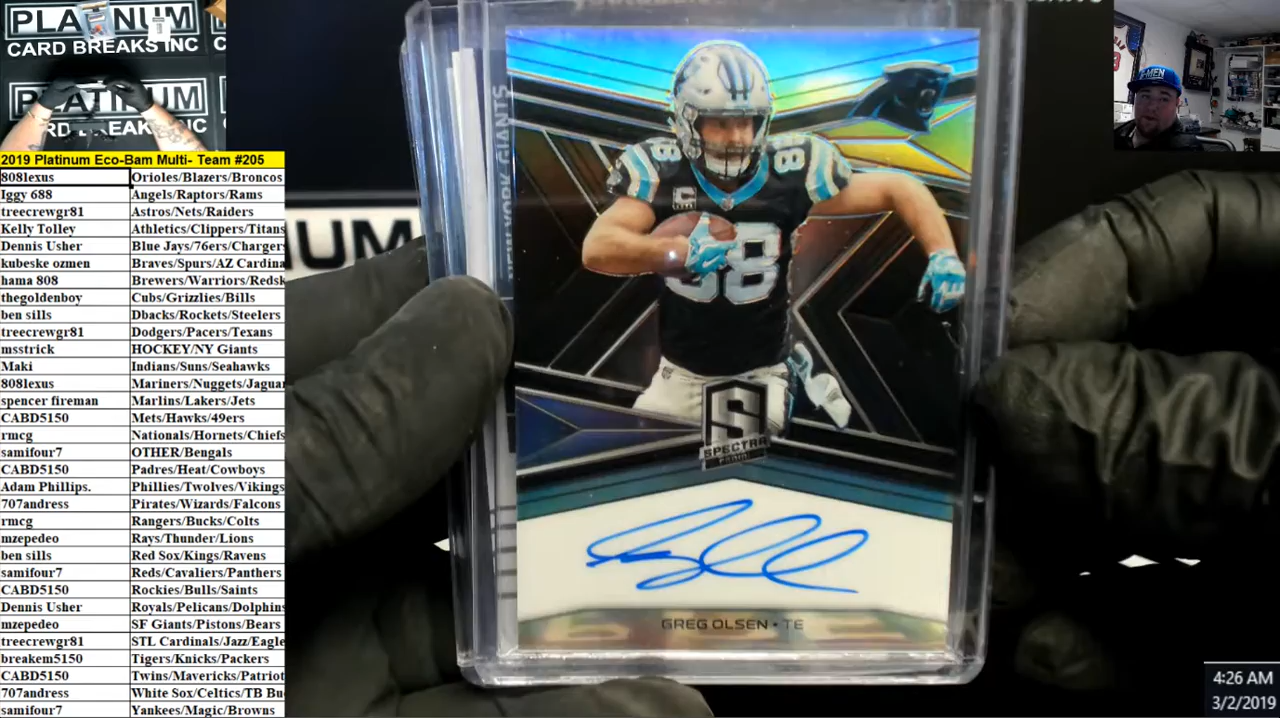 PLATINUM
CARD BREAKS INC
PLATINUM
CARD BREAKS INC
2019 Platinum Eco-Bam Multi- Team #205
808lexus Orioles/Blazers/Broncos
Iggy 688 Angels/Raptors/Rams
treecrewgr81 Astros/Nets/Raiders
Kelly Tolley Athletics/Clippers/Titans
Dennis Usher Blue Jays/76ers/Charger
kubeske ozmen Braves/Spurs/AZ Cardina
hama 808 Brewers/Warriors/Redsk
thegoldenboy Cubs/Grizzlies/Bills
ben sills Dbacks/Rockets/Steelers
treecrewgr81 Dodgers/Pacers/Texans
msstrick HOCKEY/NY Giants
Maki Indians/Suns/Seahawks
808lexus Mariners/Nuggets/Jaguar
spencer fireman Marlins/Lakers/Jets
CABD5150 Mets/Hawks/49ers
rmcg Nationals/Hornets/Chiefs
samifour7 OTHER/Bengals
CABD5150 Padres/Heat/Cowboys
Adam Phillips. Phillies/Twolves/Vikings
707andress Pirates/Wizards/Falcons
rmcg Rangers/Bucks/Colts
mzepedeo Rays/Thunder/Lions
ben sills Red Sox/Kings/Ravens
samifour7 Reds/Cavaliers/Panthers
CABD5150 Rockies/Bulls/Saints
Dennis Usher Royals/Pelicans/Dolphins
mzepedeo SF Giants/Pistons/Bears
treecrewgr81 STL Cardinals/Jazz/Eagle
breakem5150 Tigers/Knicks/Packers
CABD5150 Twins/Mavericks/Patriot
707andress White Sox/Celtics/TB Bu
samifour7 Yankees/Magic/Browns
UM
NEW YORK GIANTS
88
88
C
S
SPECTRA
PANINI
GREG OLSEN • TE
4:26 AM
3/2/2019